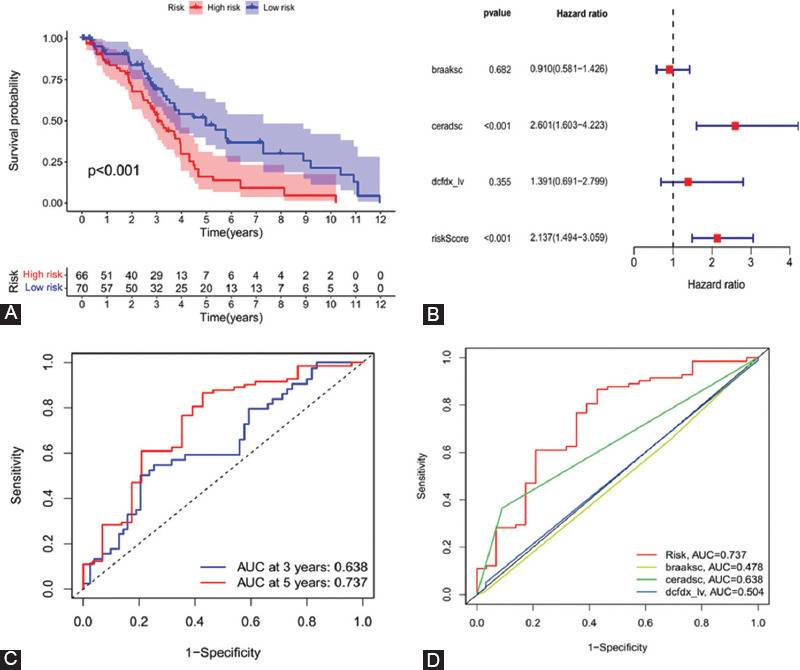 Risk High risk Low risk
Survival probability
1.00
0.75
0.50
0.25
0.00
p<0.001
0 1 2 3 4 5 6 7 8 9 10 11 12
Time(years)
Risk
High risk 66 51 40 29 13 7 6 4 4 2 2 0 0
Low risk 70 57 50 32 25 20 13 13 7 6 5 3 0
0 1 2 3 4 5 6 7 8 9 10 11 12
Time(years)
A
pvalue Hazard ratio
braaksc 0.682 0.910(0.581−1.426)
ceradsc <0.001 2.601(1.603−4.223)
dcfdx_lv 0.355 1.391(0.691−2.799)
riskScore <0.001 2.137(1.494−3.059)
0 1 2 3 4
Hazard ratio
B
Sensitivity
1.0
0.8
0.6
0.4
0.2
0.0
AUC at 3 years: 0.638
AUC at 5 years: 0.737
0.0 0.2 0.4 0.6 0.8 1.0
1−Specificity
C
Sensitivity
1.0
0.8
0.6
0.4
0.2
0.0
Risk, AUC=0.737
braaksc, AUC=0.478
ceradsc, AUC=0.638
dcfdx_lv, AUC=0.504
0.0 0.2 0.4 0.6 0.8 1.0
1−Specificity
D